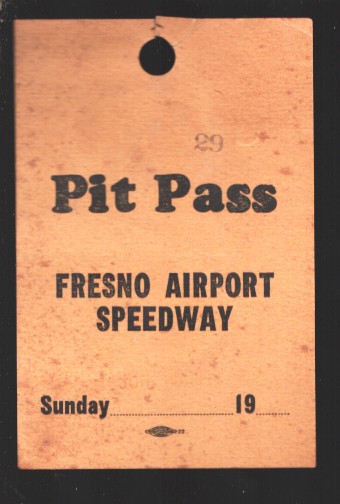 29
Pit Pass
FRESNO AIRPORT
SPEEDWAY
Sunday 19